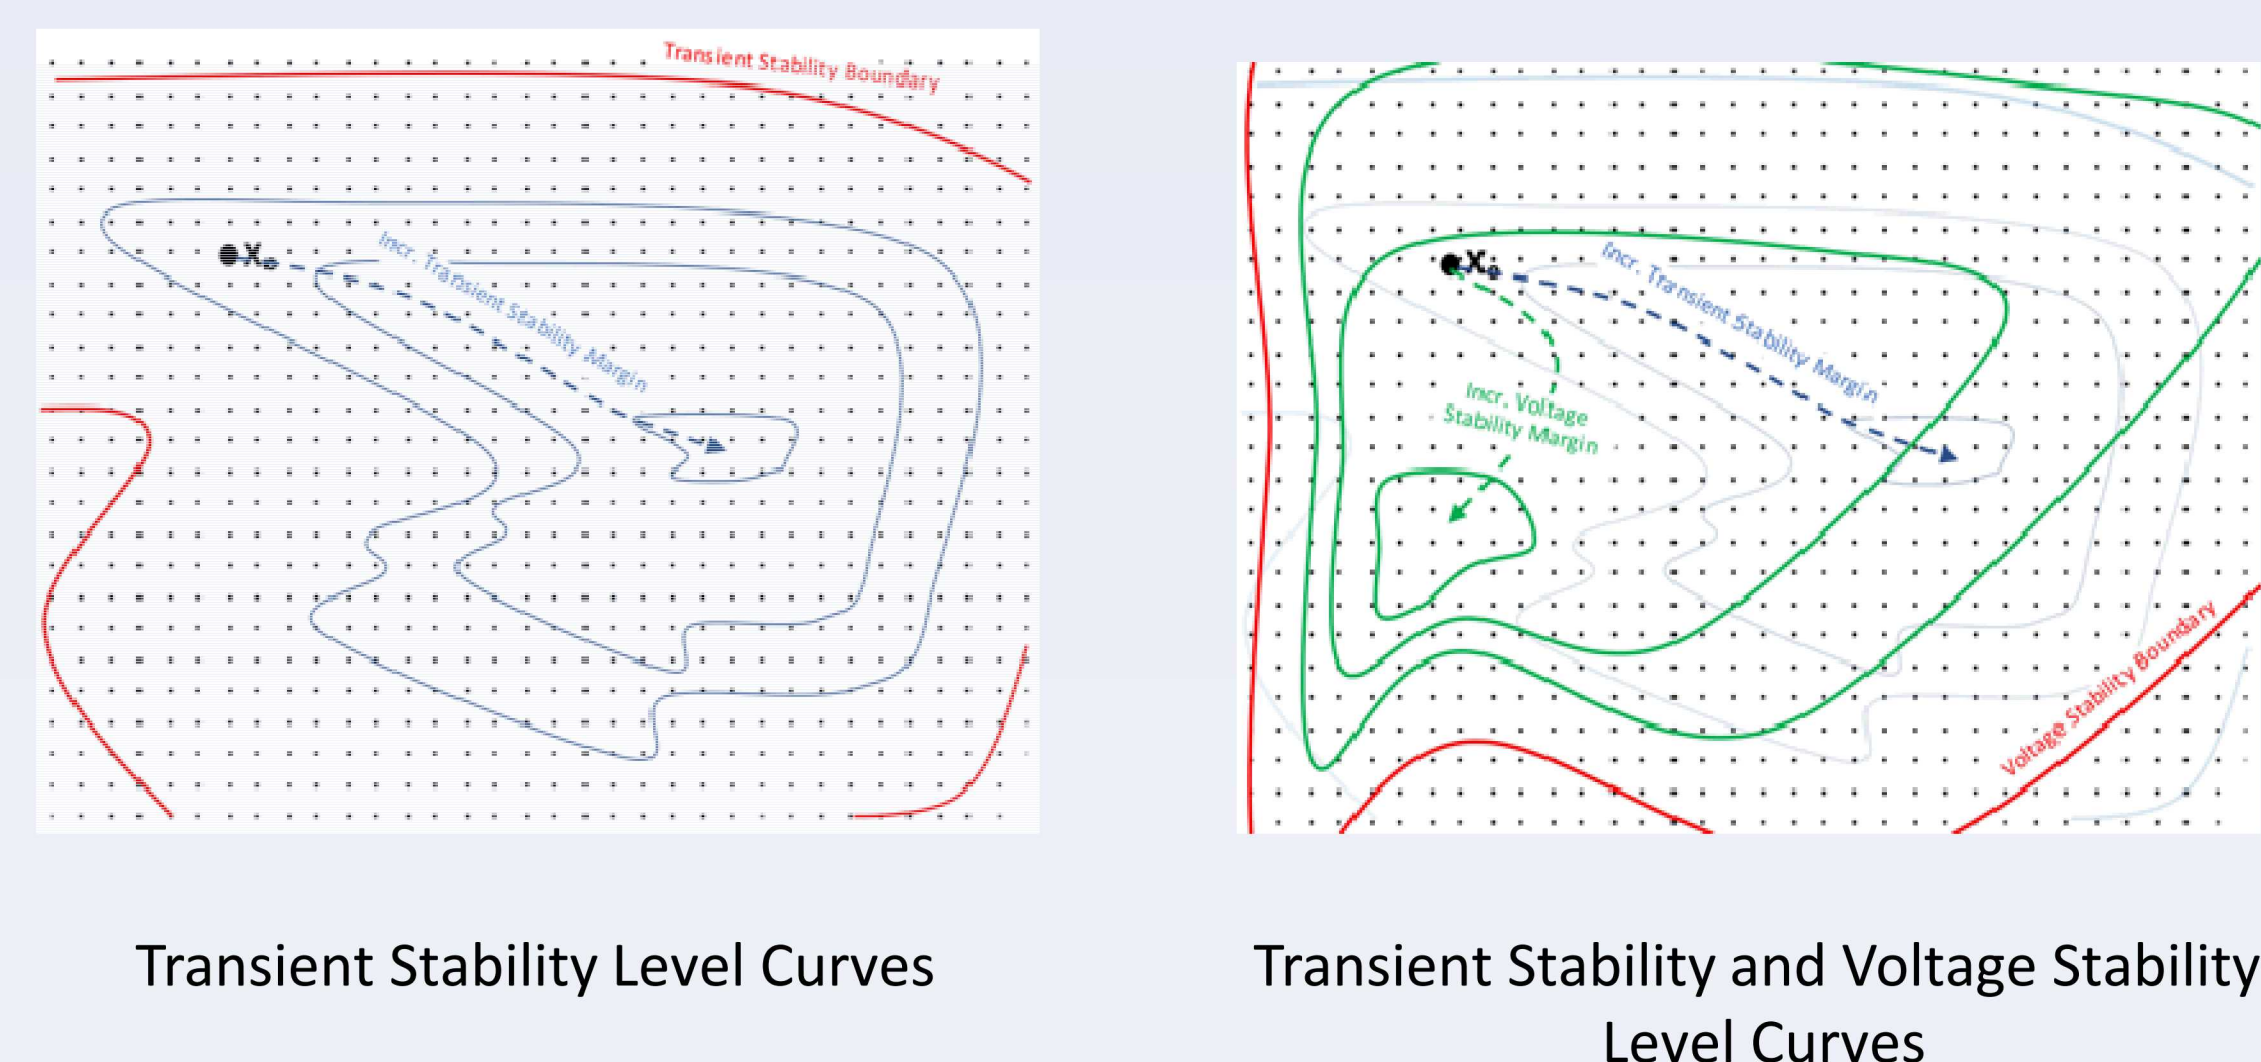 Transient Stability Boundary
X₀
Incr. Transient Stability Margin
Transient Stability Level Curves
X₀
Incr. Transient Stability Margin
Incr. Voltage
Stability Margin
Voltage Stability Boundary
Transient Stability and Voltage Stability
Level Curves